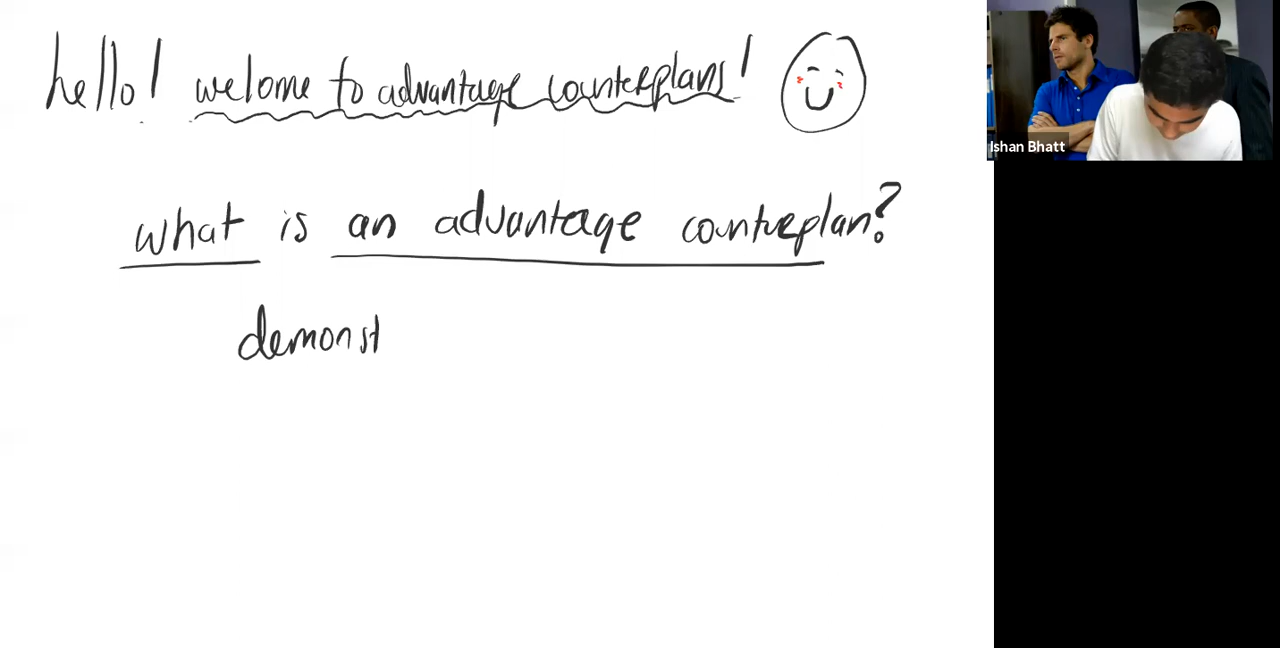 hello! welome to advantage counterplans!
Ishan Bhatt
what is an advantage counterplan?
demonst